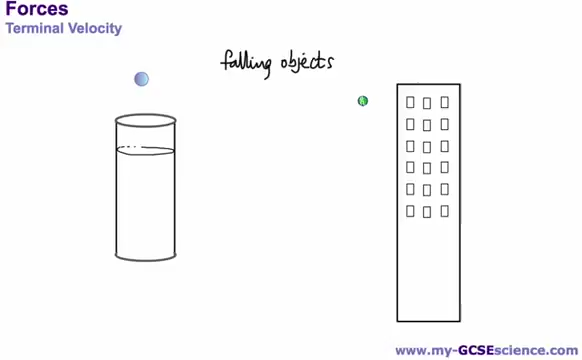 Forces
Terminal Velocity
falling objects
www.my-GCSEscience.com